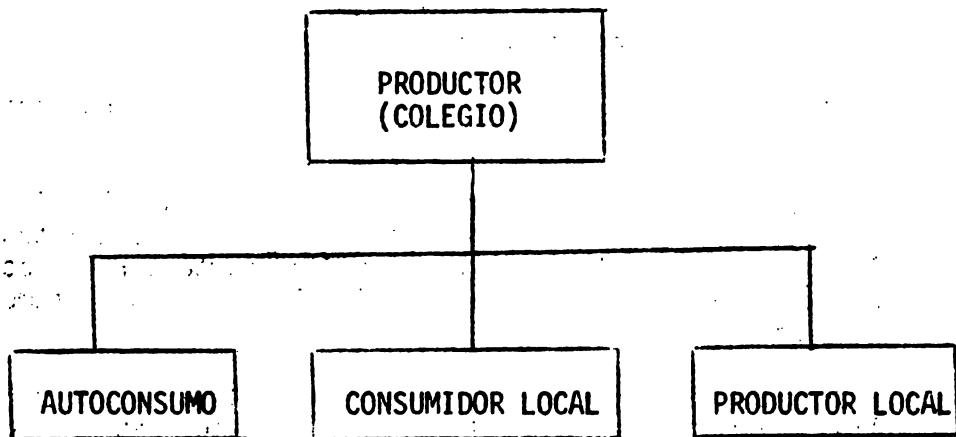 PRODUCTOR
(COLEGIO)
AUTOCONSUMO
CONSUMIDOR LOCAL
PRODUCTOR LOCAL